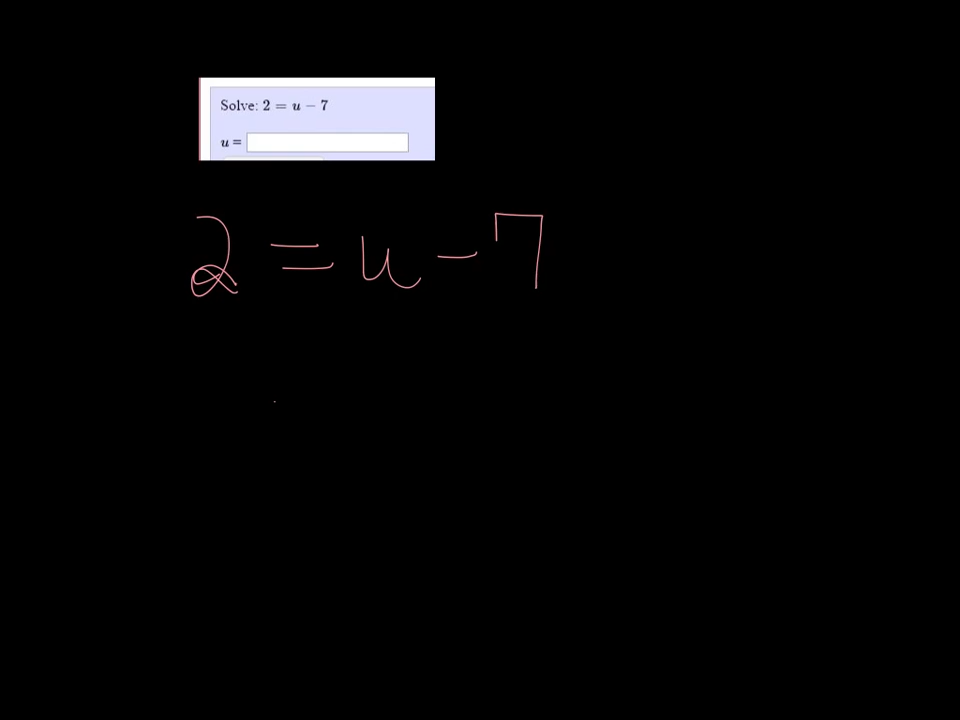 Solve: 2 = u − 7
u =
2 = u - 7